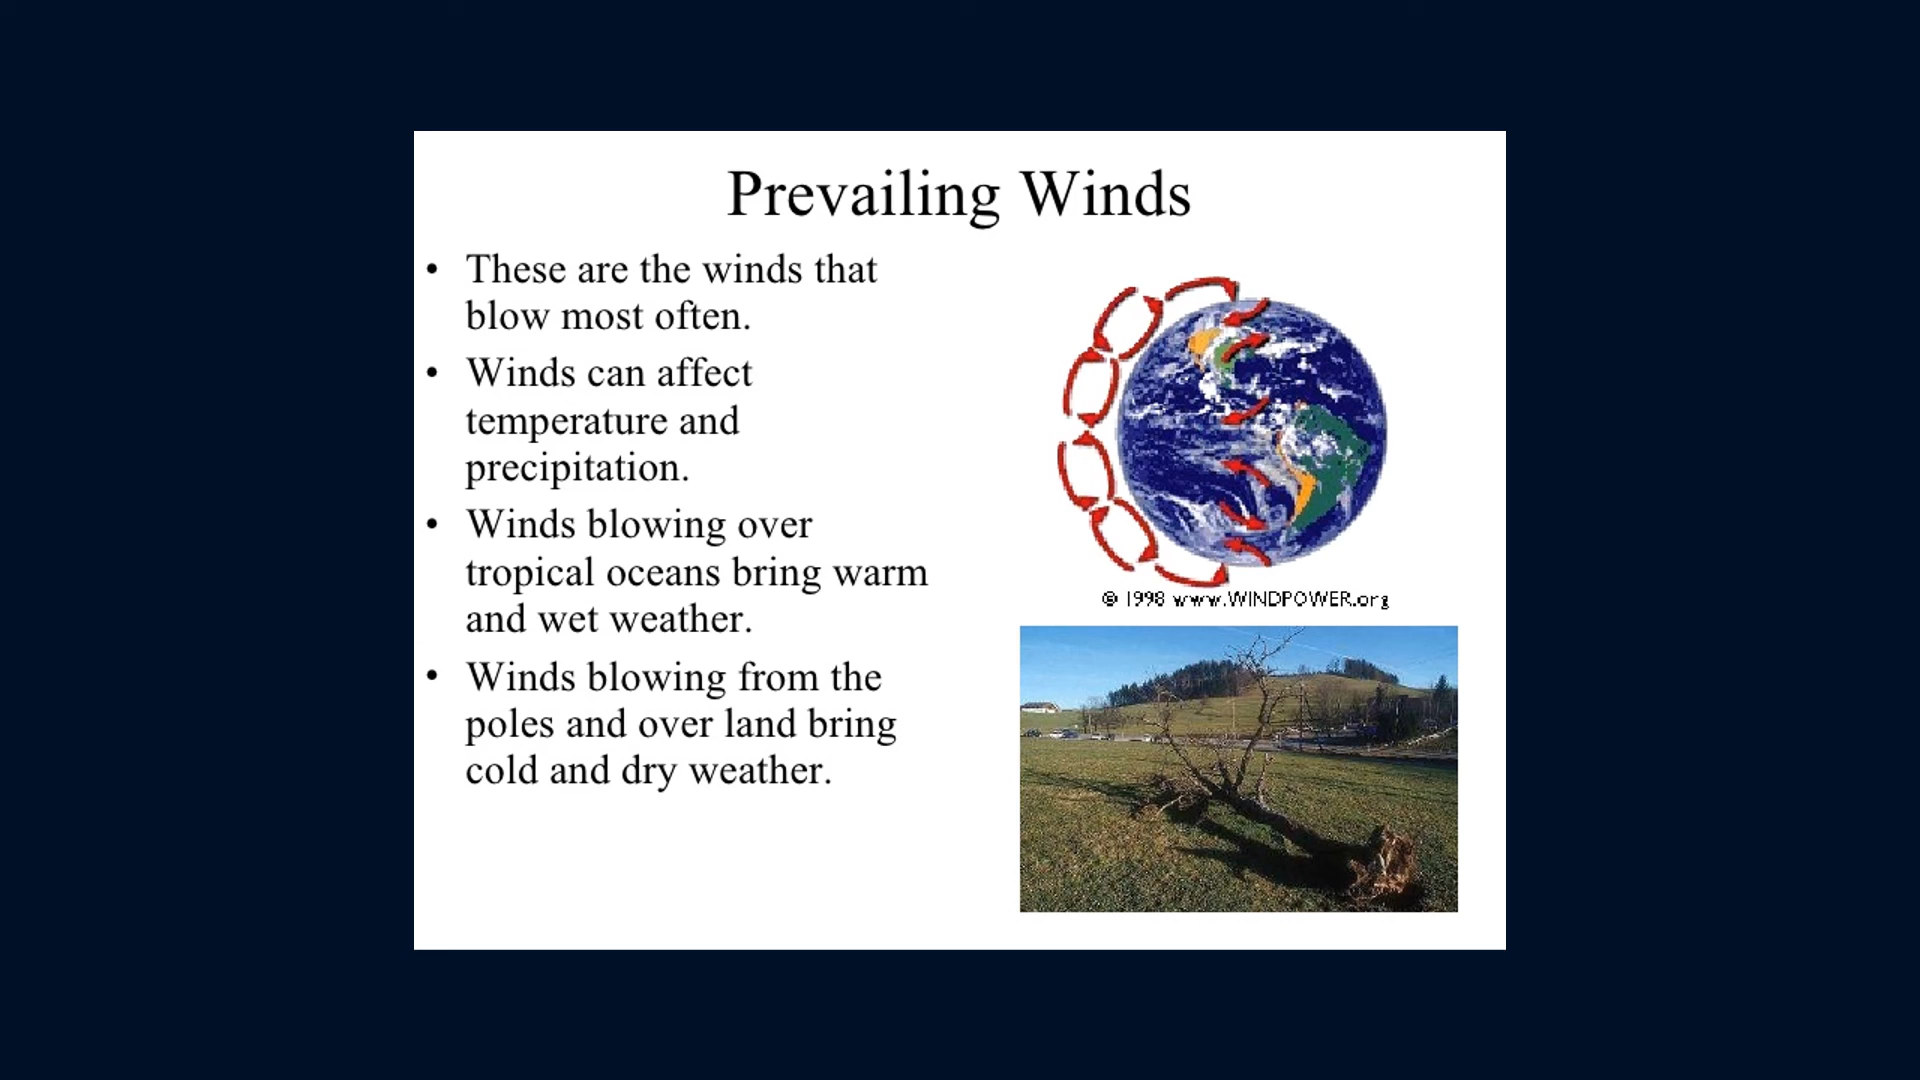 Prevailing Winds
• These are the winds that
blow most often.
• Winds can affect
temperature and
precipitation.
• Winds blowing over
tropical oceans bring warm
and wet weather.
• Winds blowing from the
poles and over land bring
cold and dry weather.
© 1998 www.WINDPOWER.org